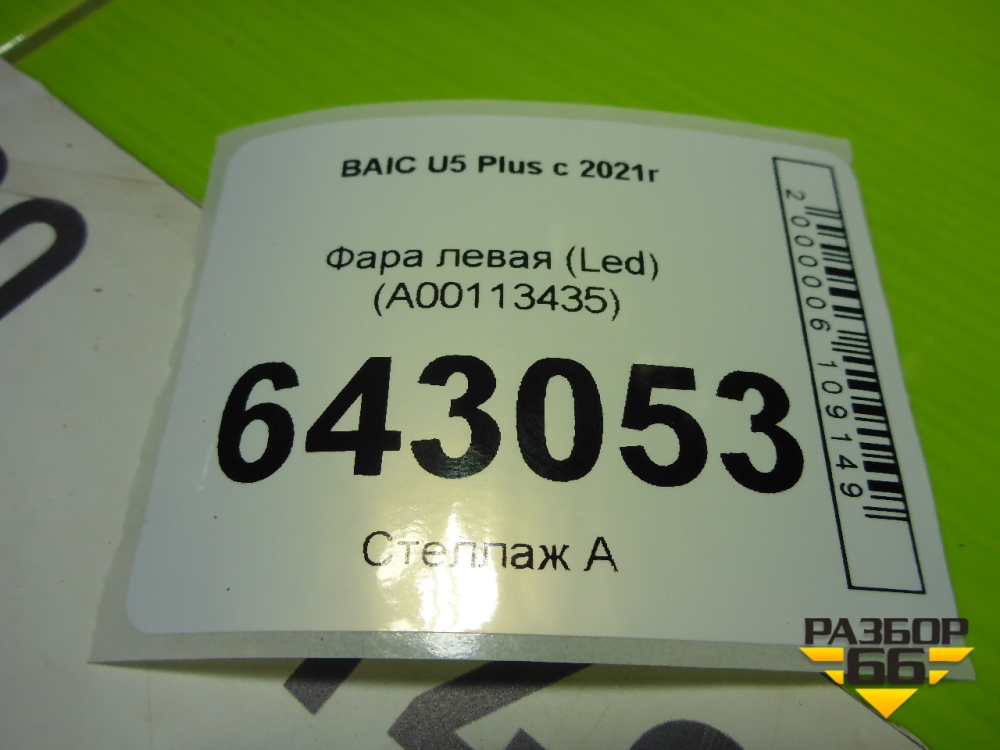 BAIC U5 Plus с 2021г
Фара левая (Led)
(A00113435)
643053
Стеллаж А
2000006109149
РАЗБОР
66